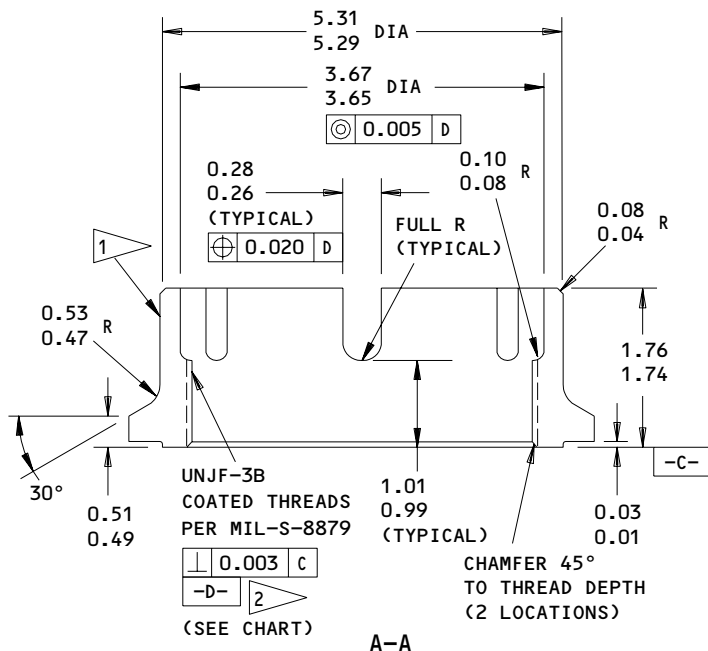 5.31
5.29 DIA
3.67
3.65 DIA
◎ 0.005 D
0.28
0.26
(TYPICAL)
⌖ 0.020 D
0.10
0.08 R
FULL R
(TYPICAL)
0.08
0.04 R
1
0.53
0.47 R
1.76
1.74
-C-
30°
0.51
0.49
UNJF-3B
COATED THREADS
PER MIL-S-8879
⊥ 0.003 C
-D-
2
(SEE CHART)
1.01
0.99
(TYPICAL)
CHAMFER 45°
TO THREAD DEPTH
(2 LOCATIONS)
0.03
0.01
A-A